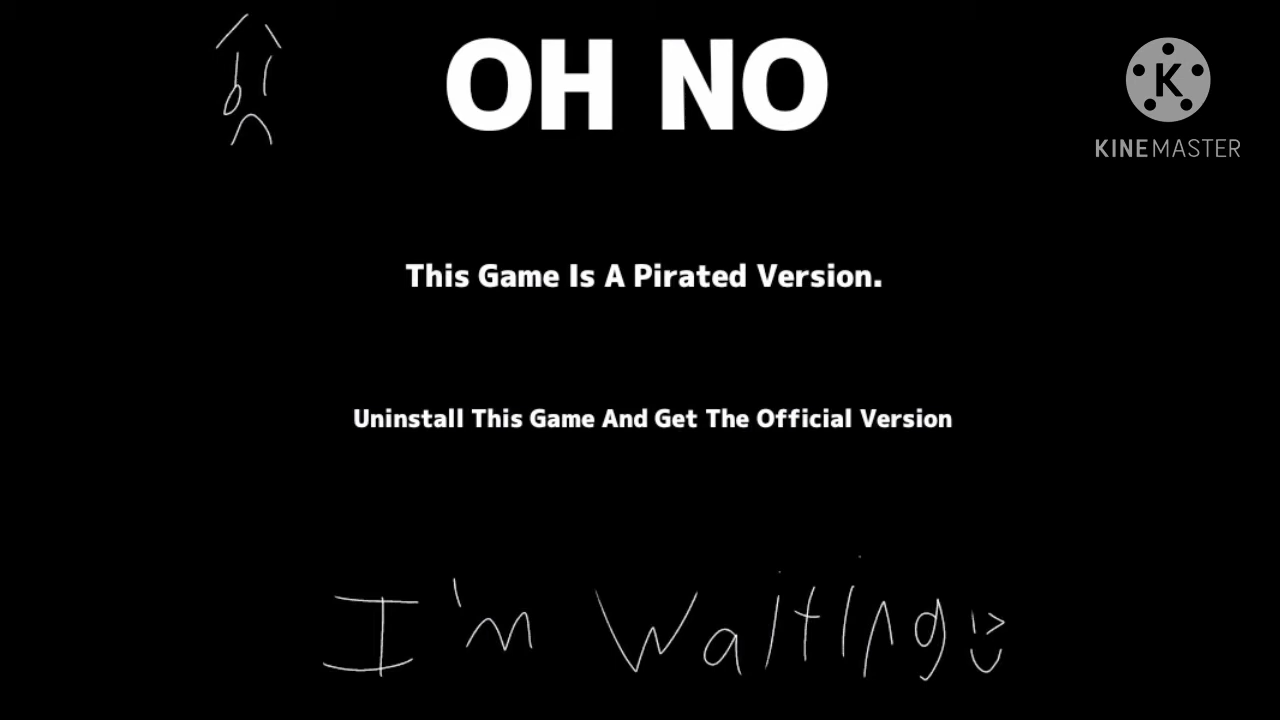 OH NO
K
KINEMASTER
This Game Is A Pirated Version.
Uninstall This Game And Get The Official Version
I'm Waiting